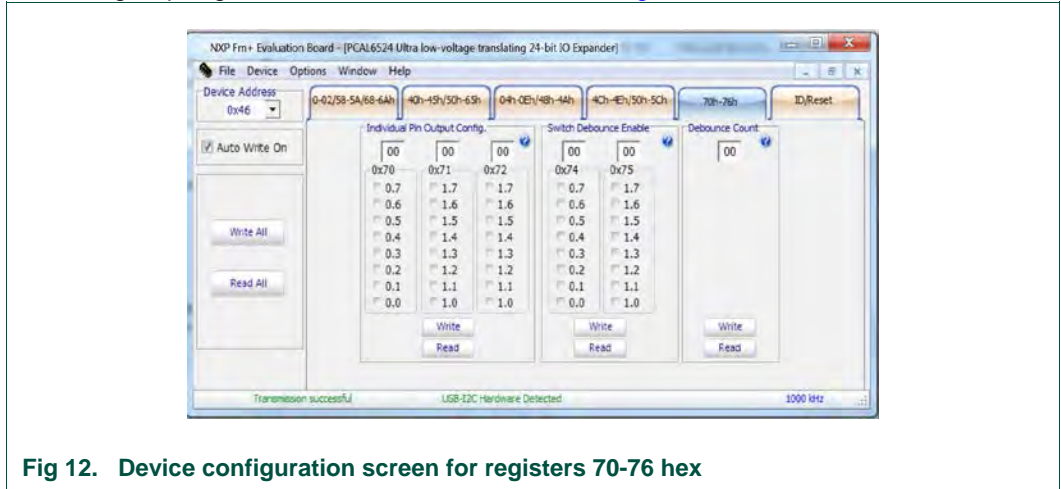 NXP Fm+ Evaluation Board - [PCAL6524 Ultra low-voltage translating 24-bit IO Expander]
File Device Options Window Help
Device Address
0x46
0-02/58-5A/68-6Ah 40h-45h/50h-65h 04h-0Eh/48h-4Ah 4Ch-4Eh/50h-5Ch 70h-76h ID/Reset
Auto Write On
Individual Pin Output Config. Switch Debounce Enable Debounce Count
00 00 00 00 00 00
0x70 0x71 0x72 0x74 0x75
0.7 1.7 1.7 0.7 1.7
0.6 1.6 1.6 0.6 1.6
0.5 1.5 1.5 0.5 1.5
0.4 1.4 1.4 0.4 1.4
0.3 1.3 1.3 0.3 1.3
0.2 1.2 1.2 0.2 1.2
0.1 1.1 1.1 0.1 1.1
0.0 1.0 1.0 0.0 1.0
Write All
Read All
Write Write Write
Read Read Read
Transmission successful USB-I2C Hardware Detected 1000 kHz
Fig 12. Device configuration screen for registers 70-76 hex